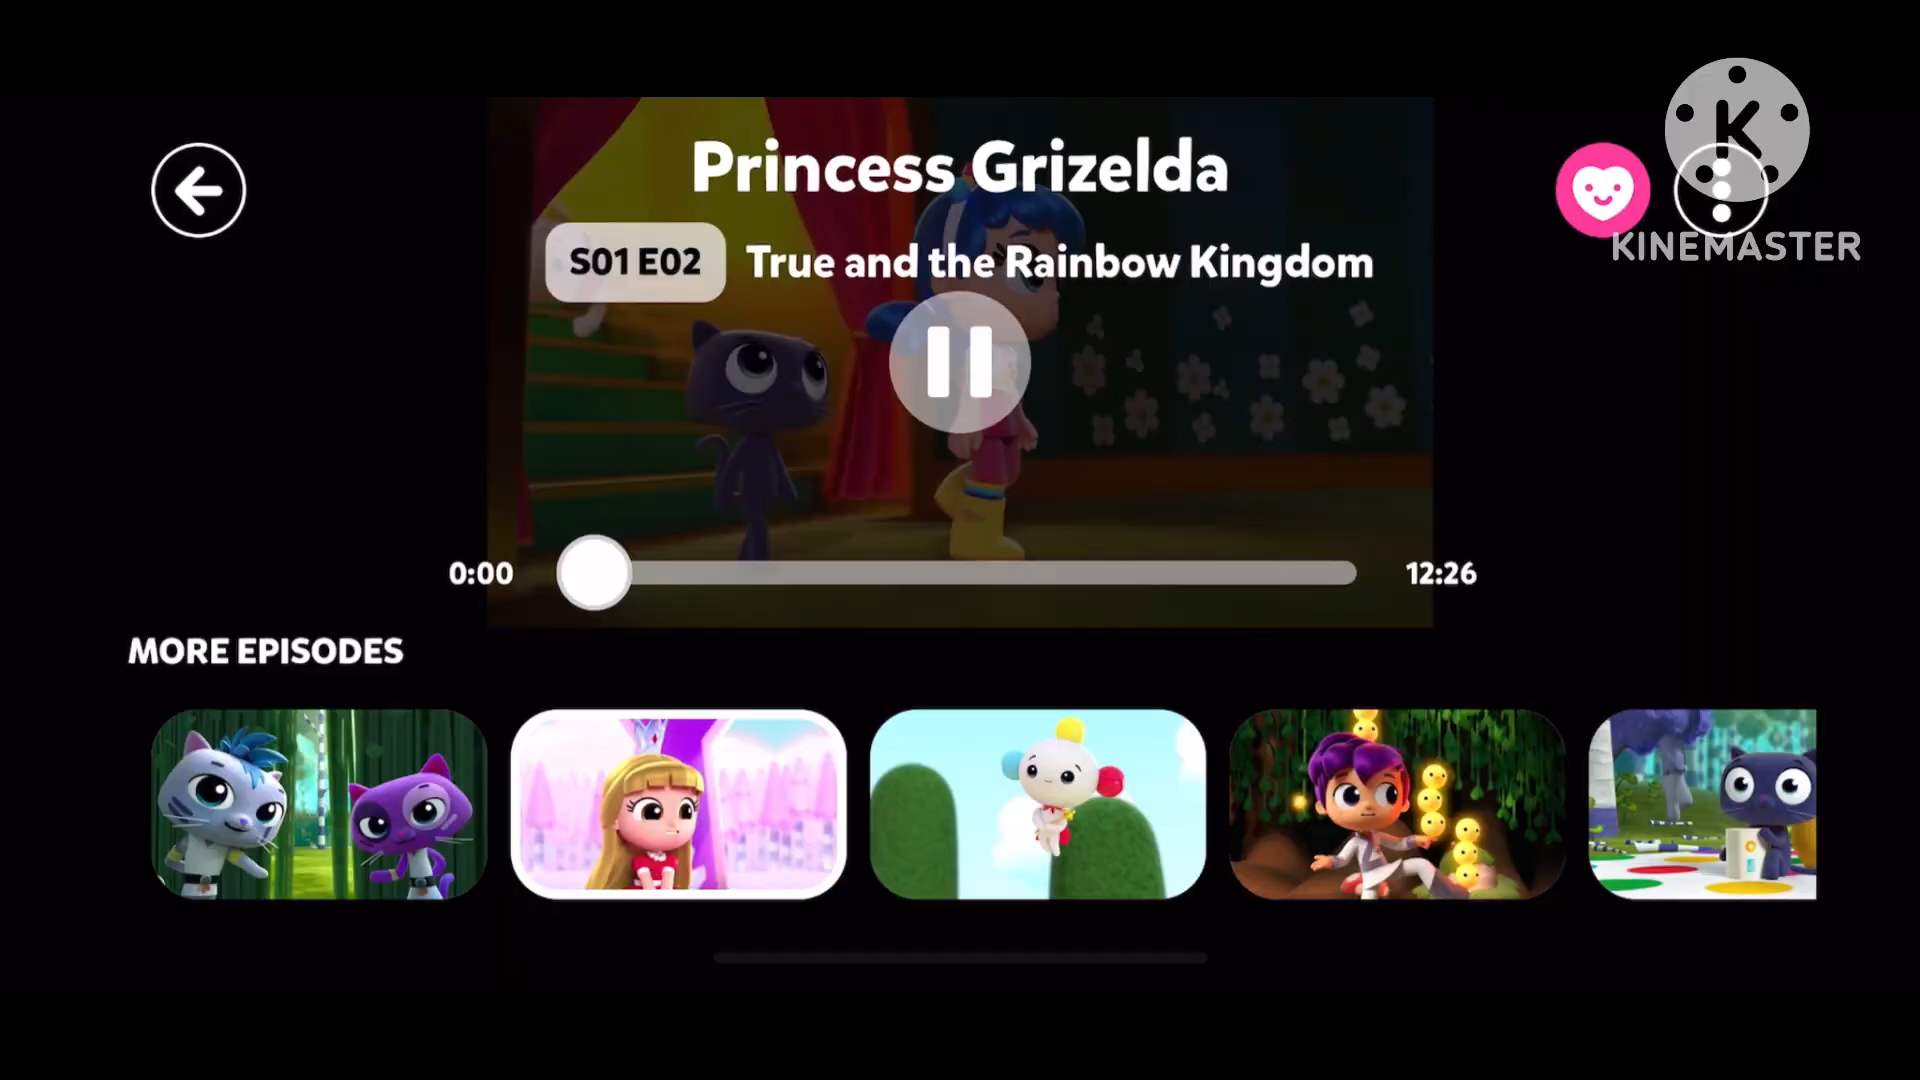 Princess Grizelda
S01 E02 True and the Rainbow Kingdom
K
KINEMASTER
0:00 12:26
MORE EPISODES